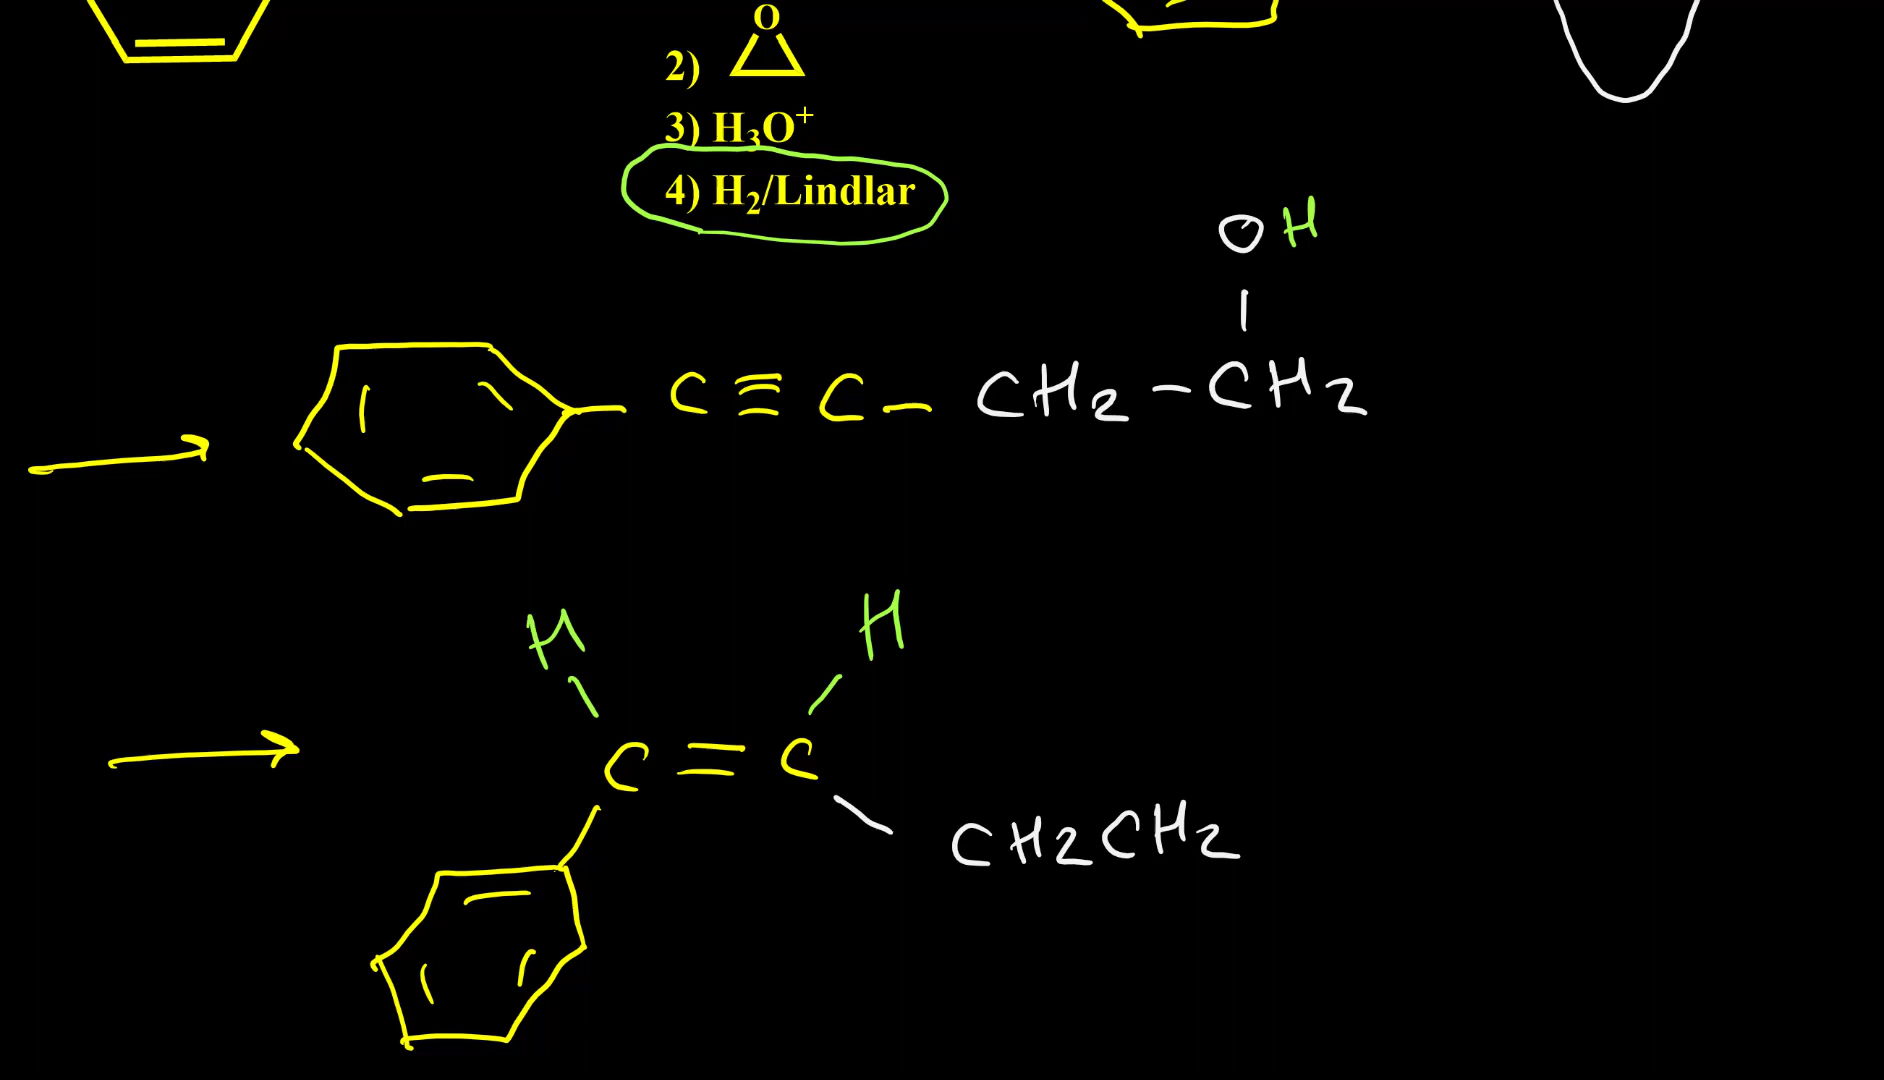 O
2)
3) H₃O⁺
4) H₂/Lindlar
OH
C≡C-CH₂-CH₂
H H
C=C
CH₂CH₂